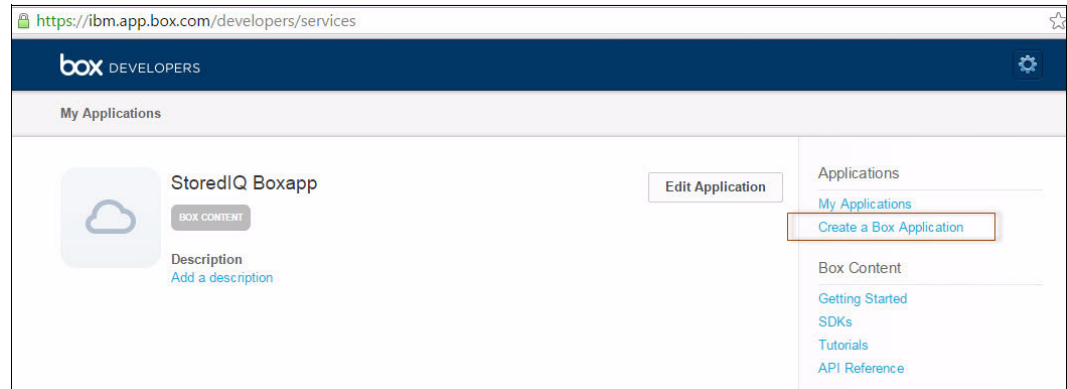 https://ibm.app.box.com/developers/services
box DEVELOPERS
My Applications
StoredIQ Boxapp
BOX CONTENT
Description
Add a description
Edit Application
Applications
My Applications
Create a Box Application
Box Content
Getting Started
SDKs
Tutorials
API Reference